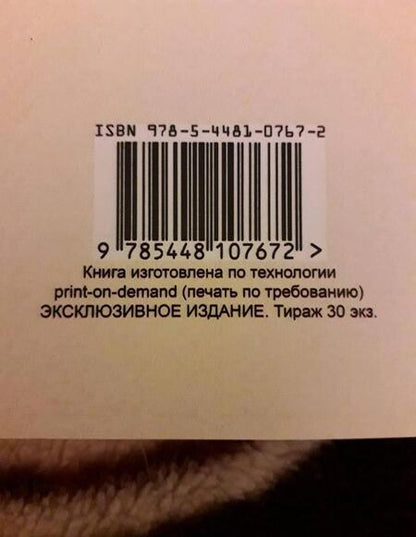 ISBN 978-5-4481-0767-2
9 785448 107672 >
Книга изготовлена по технологии
print-on-demand (печать по требованию)
ЭКСКЛЮЗИВНОЕ ИЗДАНИЕ. Тираж 30 экз.